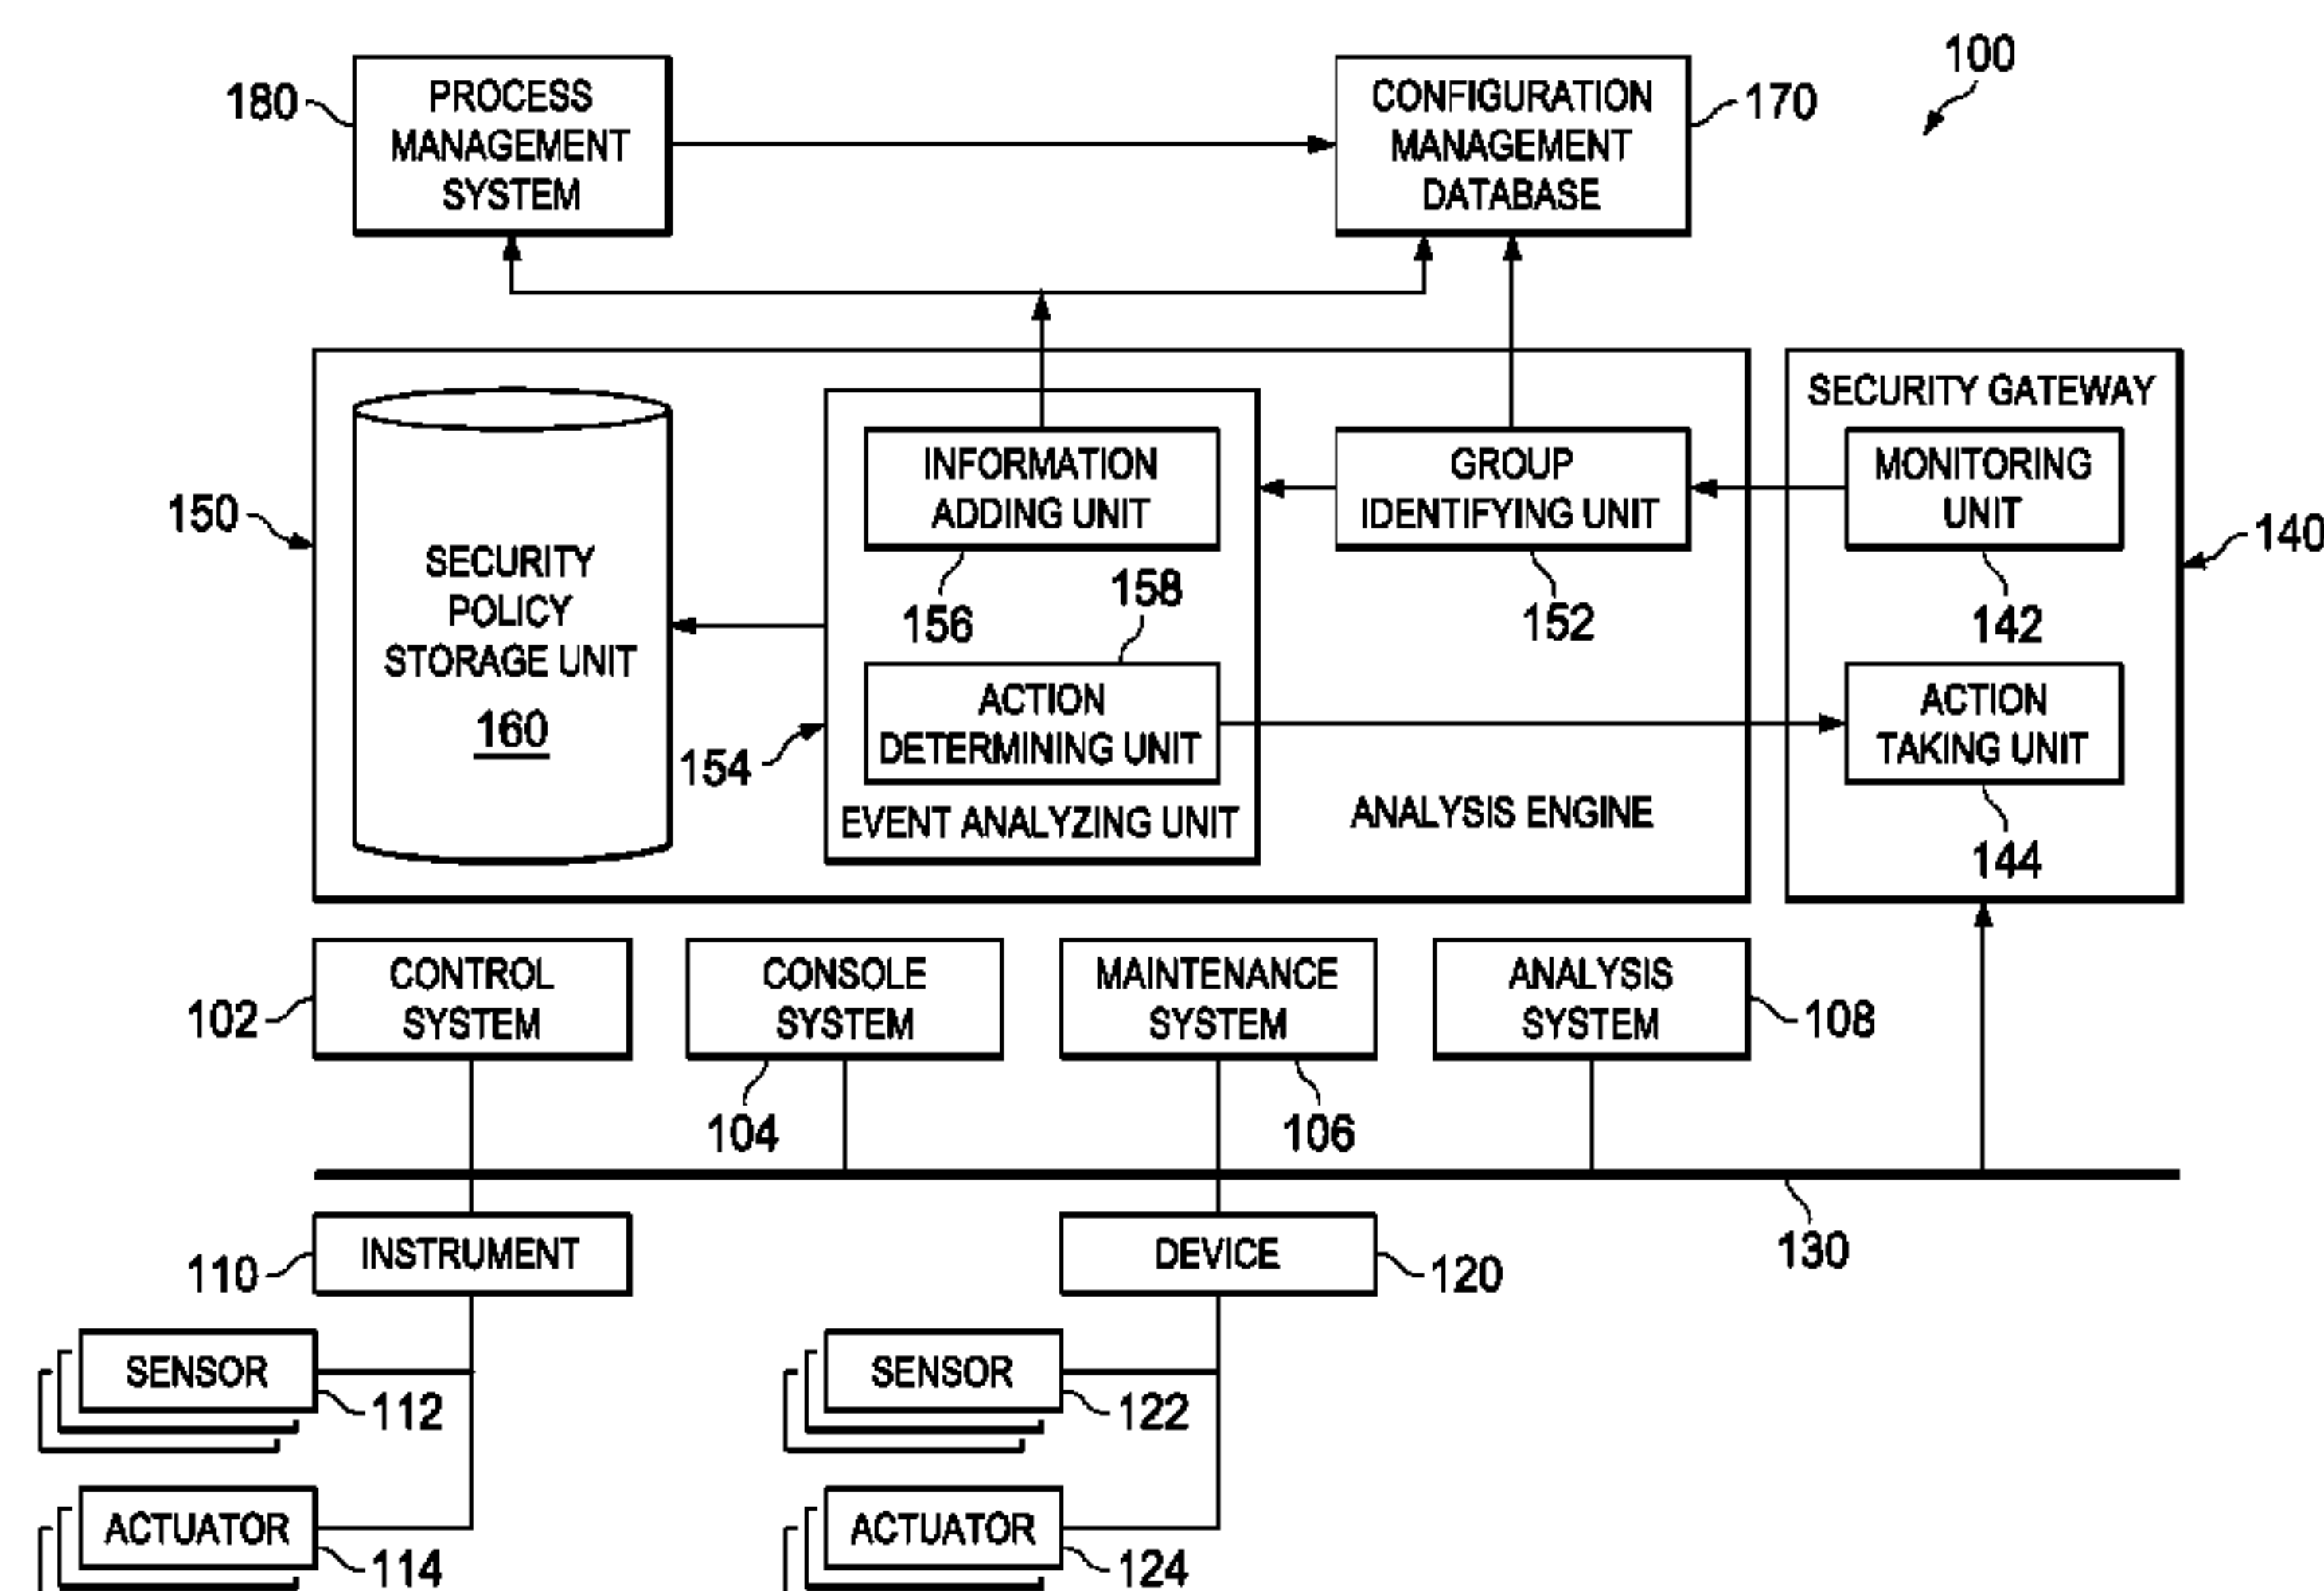 100
180
PROCESS
MANAGEMENT
SYSTEM
CONFIGURATION
MANAGEMENT
DATABASE
170
150
SECURITY
POLICY
STORAGE UNIT
160
INFORMATION
ADDING UNIT
156
158
ACTION
DETERMINING UNIT
154
EVENT ANALYZING UNIT
GROUP
IDENTIFYING UNIT
152
ANALYSIS ENGINE
SECURITY GATEWAY
MONITORING
UNIT
142
140
ACTION
TAKING UNIT
144
102
CONTROL
SYSTEM
CONSOLE
SYSTEM
104
MAINTENANCE
SYSTEM
106
ANALYSIS
SYSTEM
108
130
110
INSTRUMENT
DEVICE
120
SENSOR
112
SENSOR
122
ACTUATOR
114
ACTUATOR
124